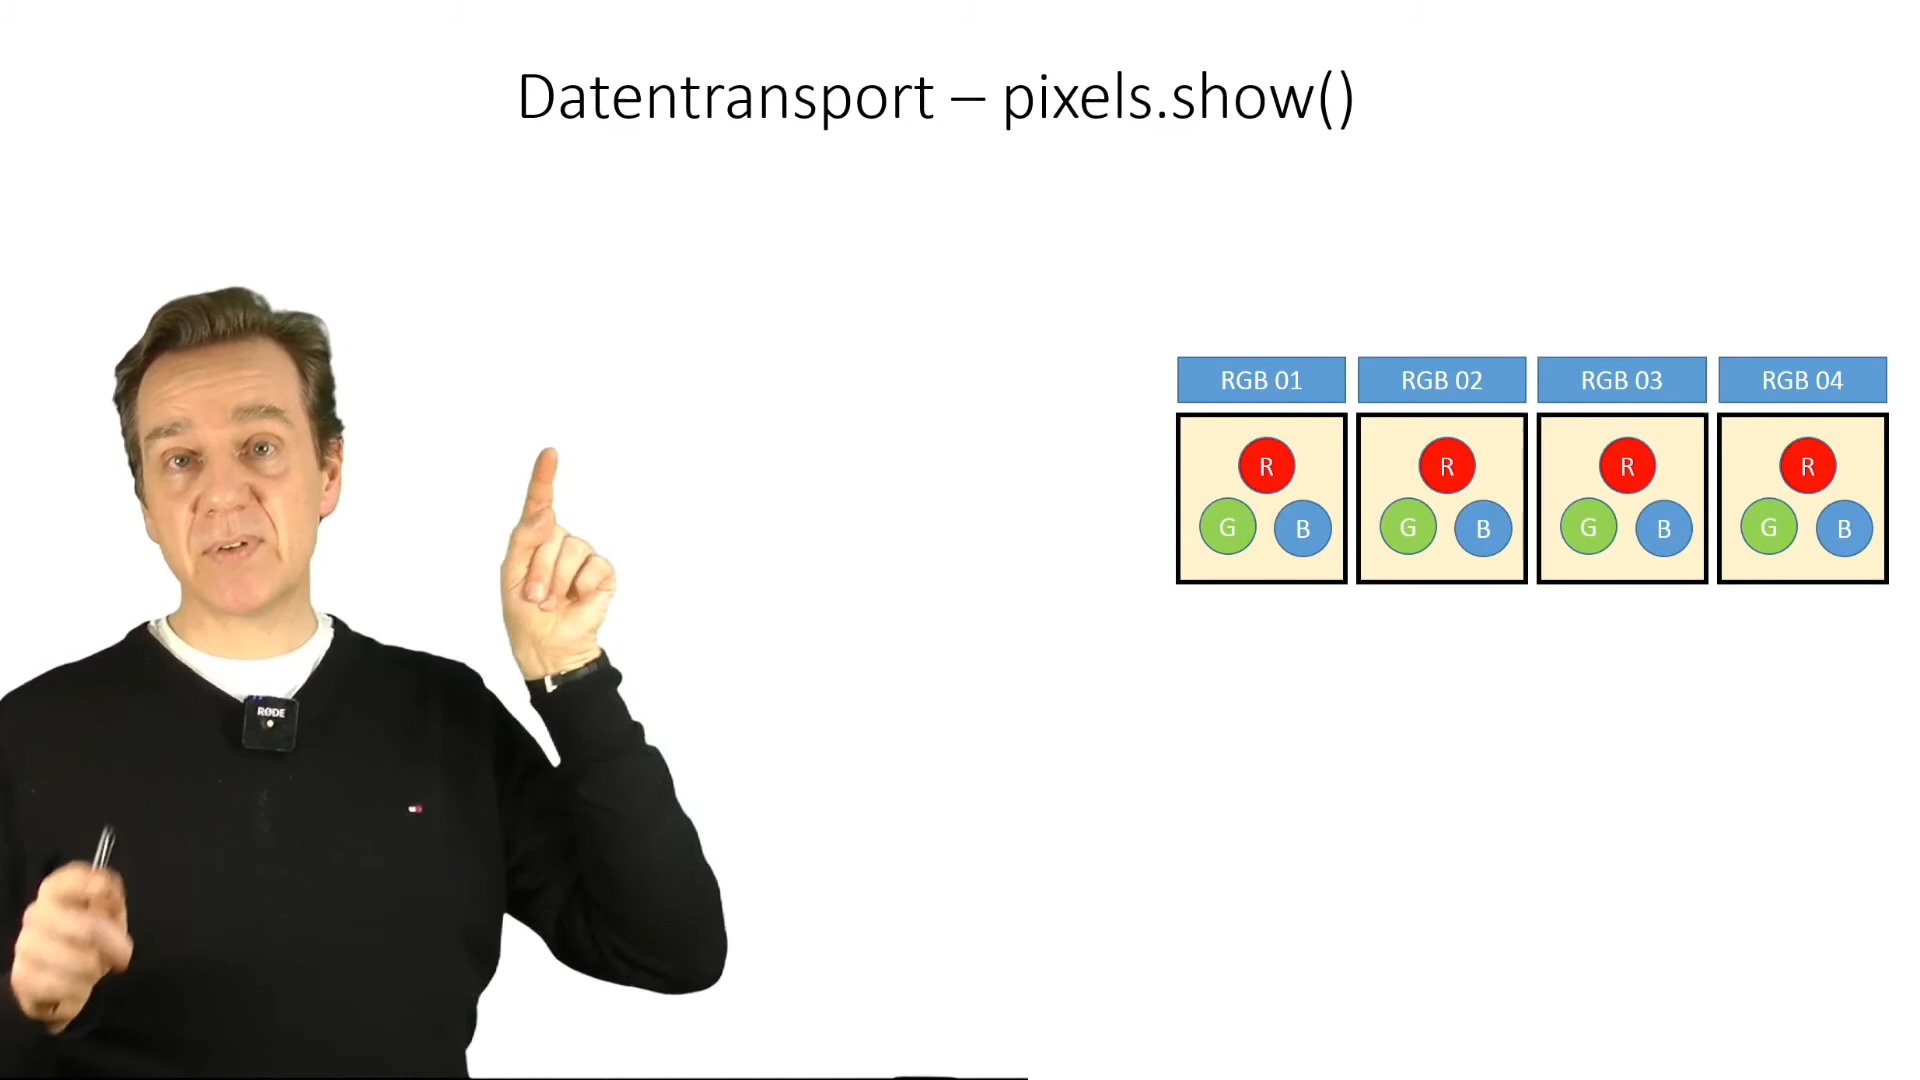 Datentransport – pixels.show()
RGB 01 RGB 02 RGB 03 RGB 04
R R R R
G B G B G B G B
RØDE